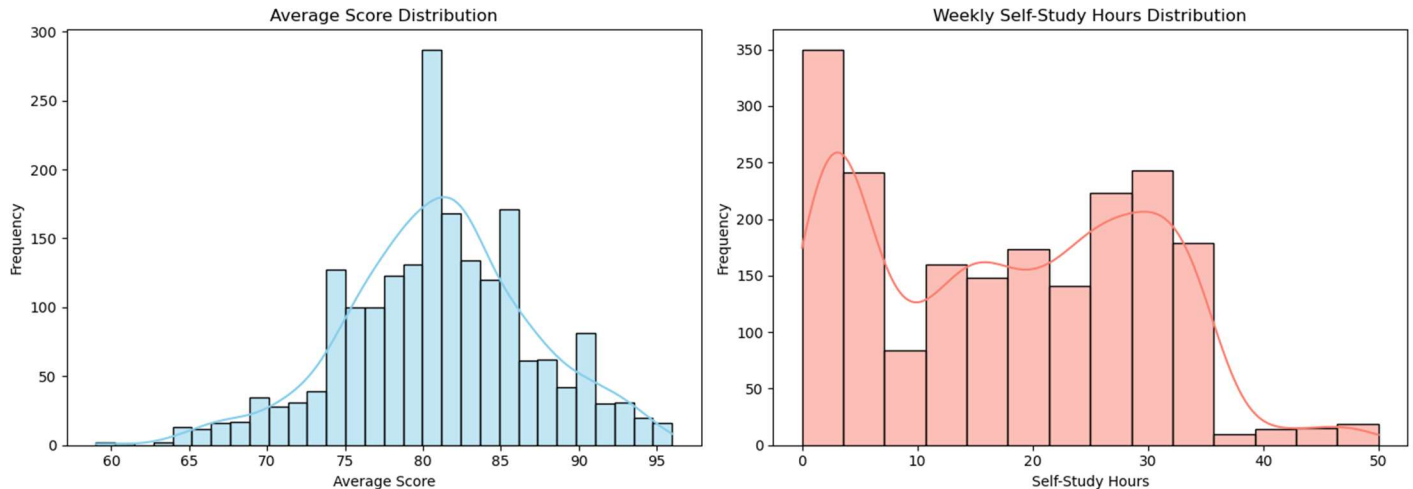 Average Score Distribution
300
250
200
150
100
50
0
Frequency
60 65 70 75 80 85 90 95
Average Score
Weekly Self-Study Hours Distribution
350
300
250
200
150
100
50
0
Frequency
0 10 20 30 40 50
Self-Study Hours